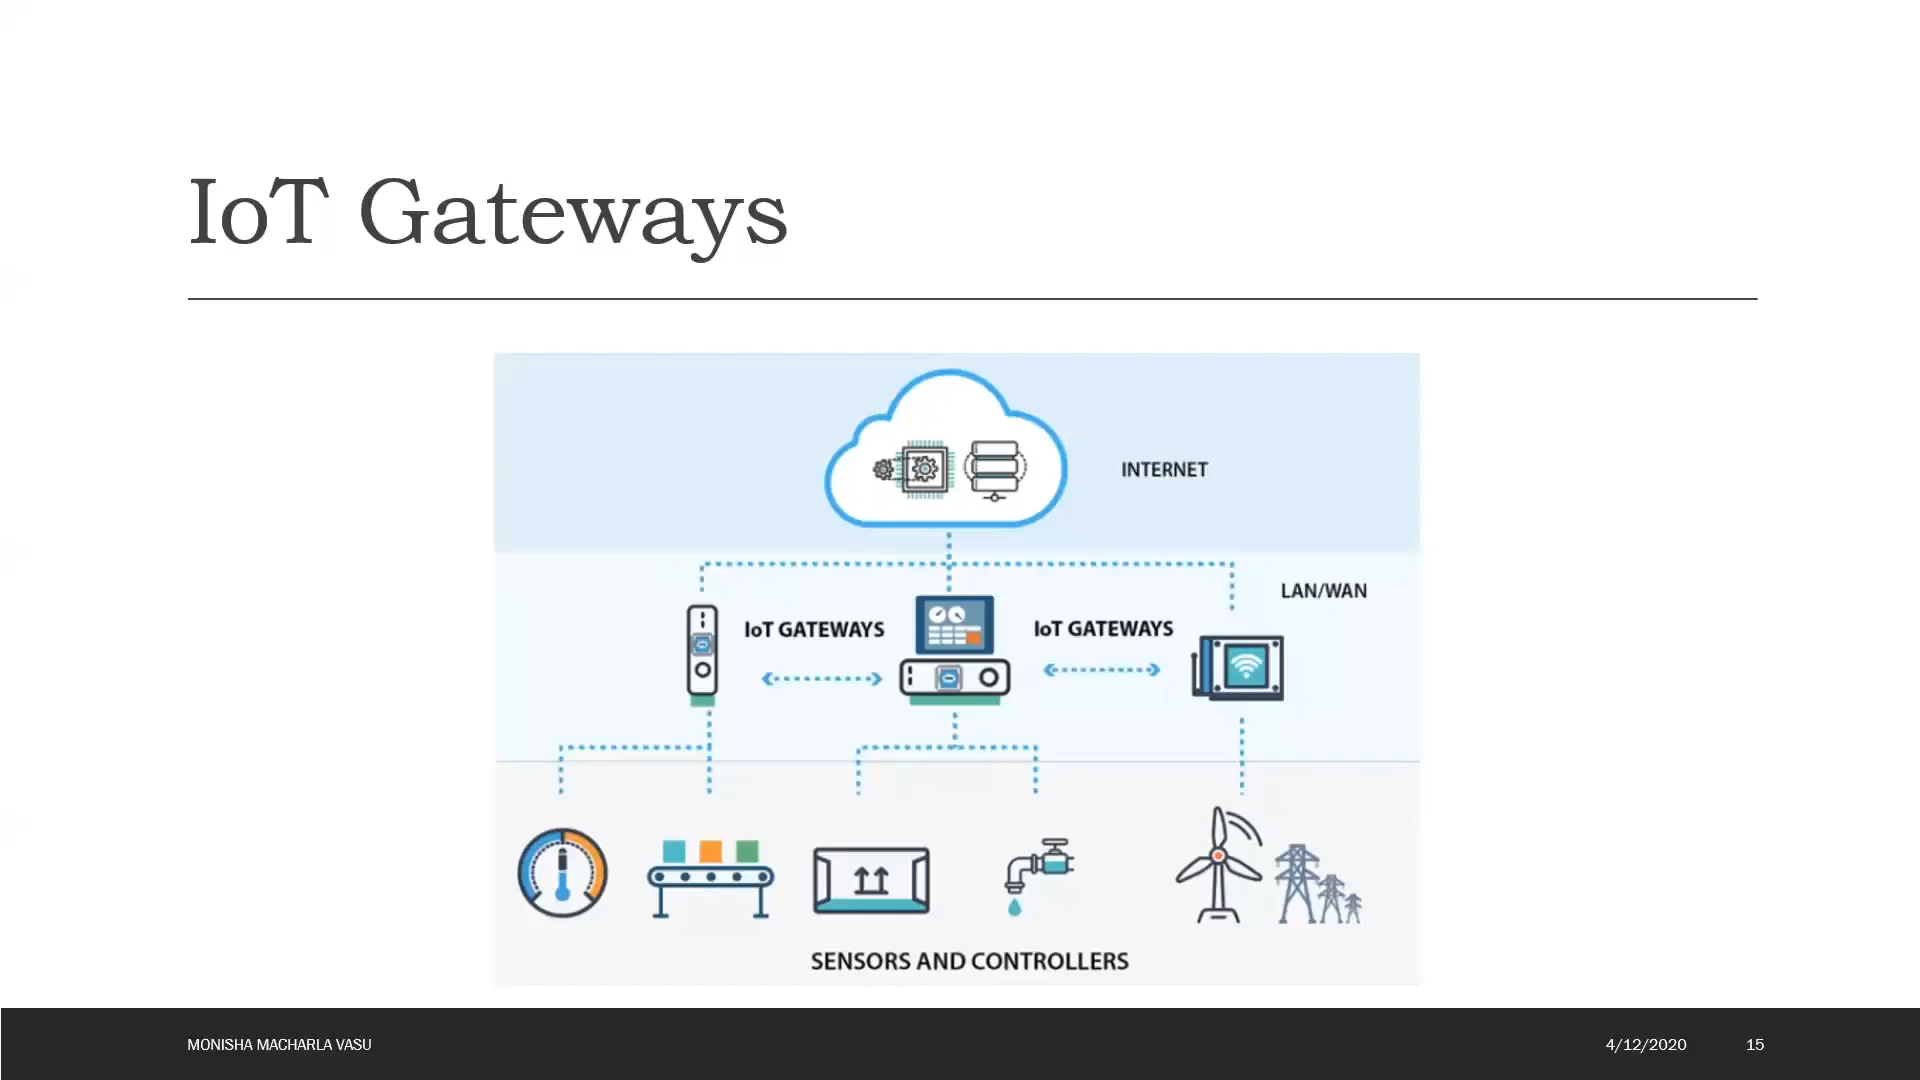 IoT Gateways
INTERNET
LAN/WAN
IoT GATEWAYS
IoT GATEWAYS
SENSORS AND CONTROLLERS
MONISHA MACHARLA VASU
4/12/2020
15